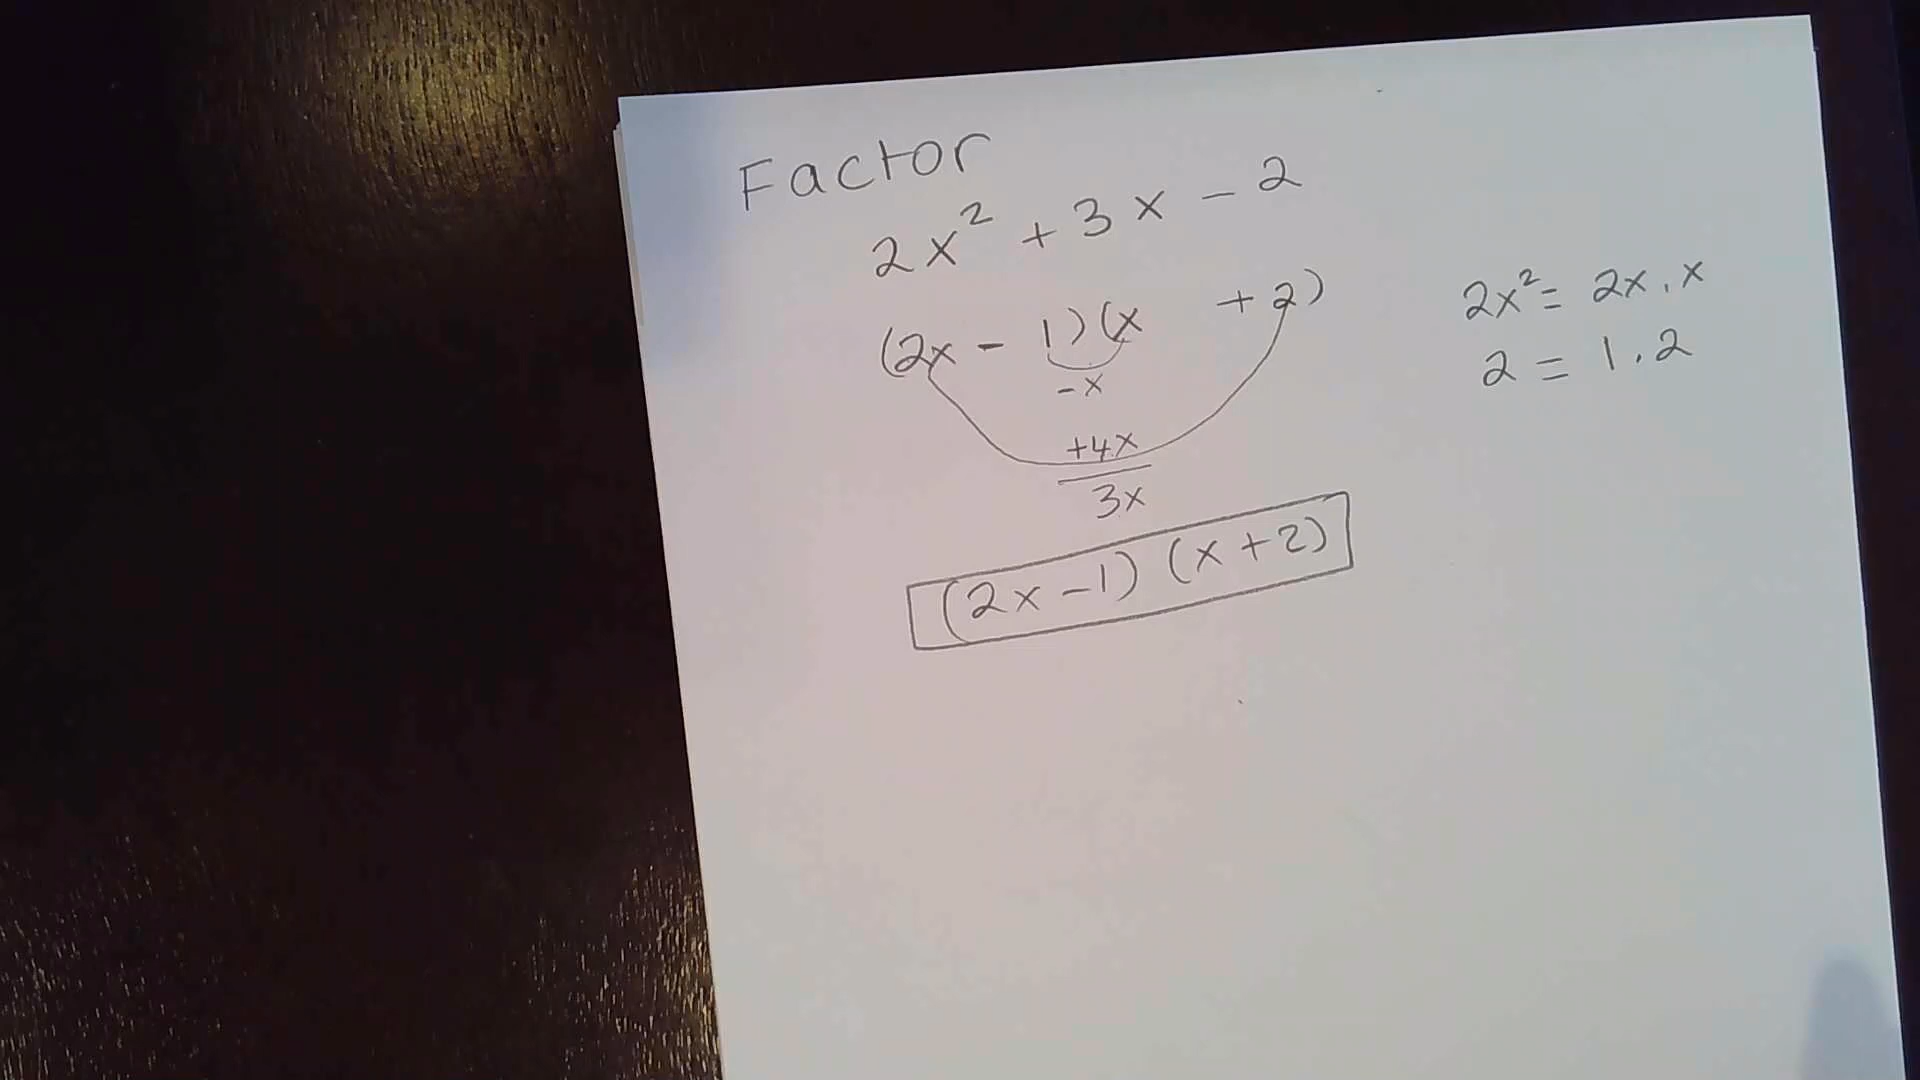 Factor
2x² + 3x - 2
(2x - 1)(x + 2)
-x
+4x
3x
(2x-1) (x+2)
2x² = 2x . x
2 = 1 . 2